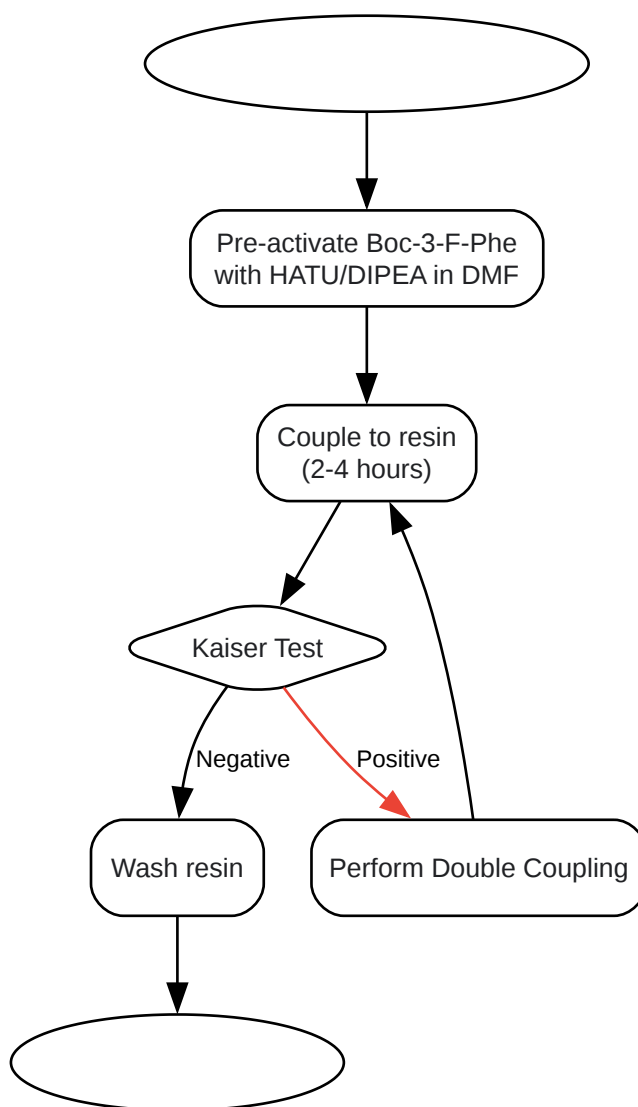 Pre-activate Boc-3-F-Phe
with HATU/DIPEA in DMF
Couple to resin
(2-4 hours)
Kaiser Test
Negative
Positive
Wash resin
Perform Double Coupling